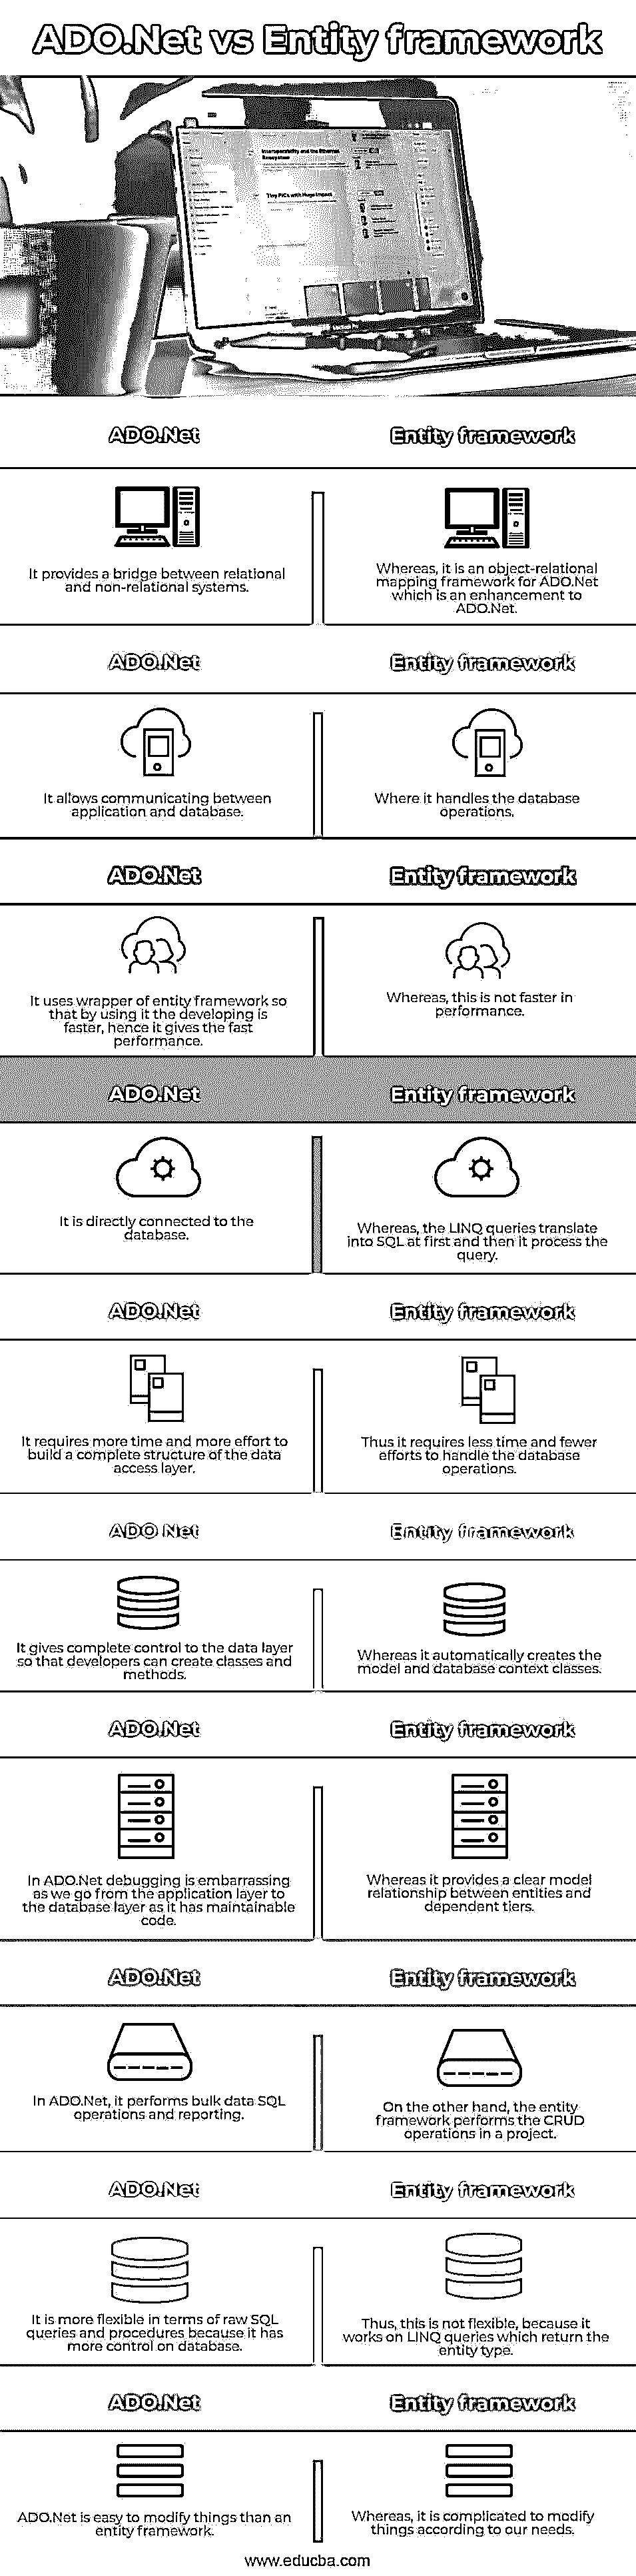 ADO.Net vs Entity framework
Interoperability and the Ethernet
Ecosystem
Tiny PICs with Huge Impact
ADO.Net Entity framework
It provides a bridge between relational
and non-relational systems.
Whereas, it is an object-relational
mapping framework for ADO.Net
which is an enhancement to
ADO.Net.
ADO.Net Entity framework
It allows communicating between
application and database.
Where it handles the database
operations.
ADO.Net Entity framework
It uses wrapper of entity framework so
that by using it the developing is
faster, hence it gives the fast
performance.
Whereas, this is not faster in
performance.
ADO.Net Entity framework
It is directly connected to the
database.
Whereas, the LINQ queries translate
into SQL at first and then it process the
query.
ADO.Net Entity framework
It requires more time and more effort to
build a complete structure of the data
access layer.
Thus it requires less time and fewer
efforts to handle the database
operations.
ADO.Net Entity framework
It gives complete control to the data layer
so that developers can create classes and
methods.
Whereas it automatically creates the
model and database context classes.
ADO.Net Entity framework
In ADO.Net debugging is embarrassing
as we go from the application layer to
the database layer as it has maintainable
code.
Whereas it provides a clear model
relationship between entities and
dependent tiers.
ADO.Net Entity framework
In ADO.Net, it performs bulk data SQL
operations and reporting.
On the other hand, the entity
framework performs the CRUD
operations in a project.
ADO.Net Entity framework
It is more flexible in terms of raw SQL
queries and procedures because it has
more control on database.
Thus, this is not flexible, because it
works on LINQ queries which return the
entity type.
ADO.Net Entity framework
ADO.Net is easy to modify things than an
entity framework.
Whereas, it is complicated to modify
things according to our needs.
www.educba.com